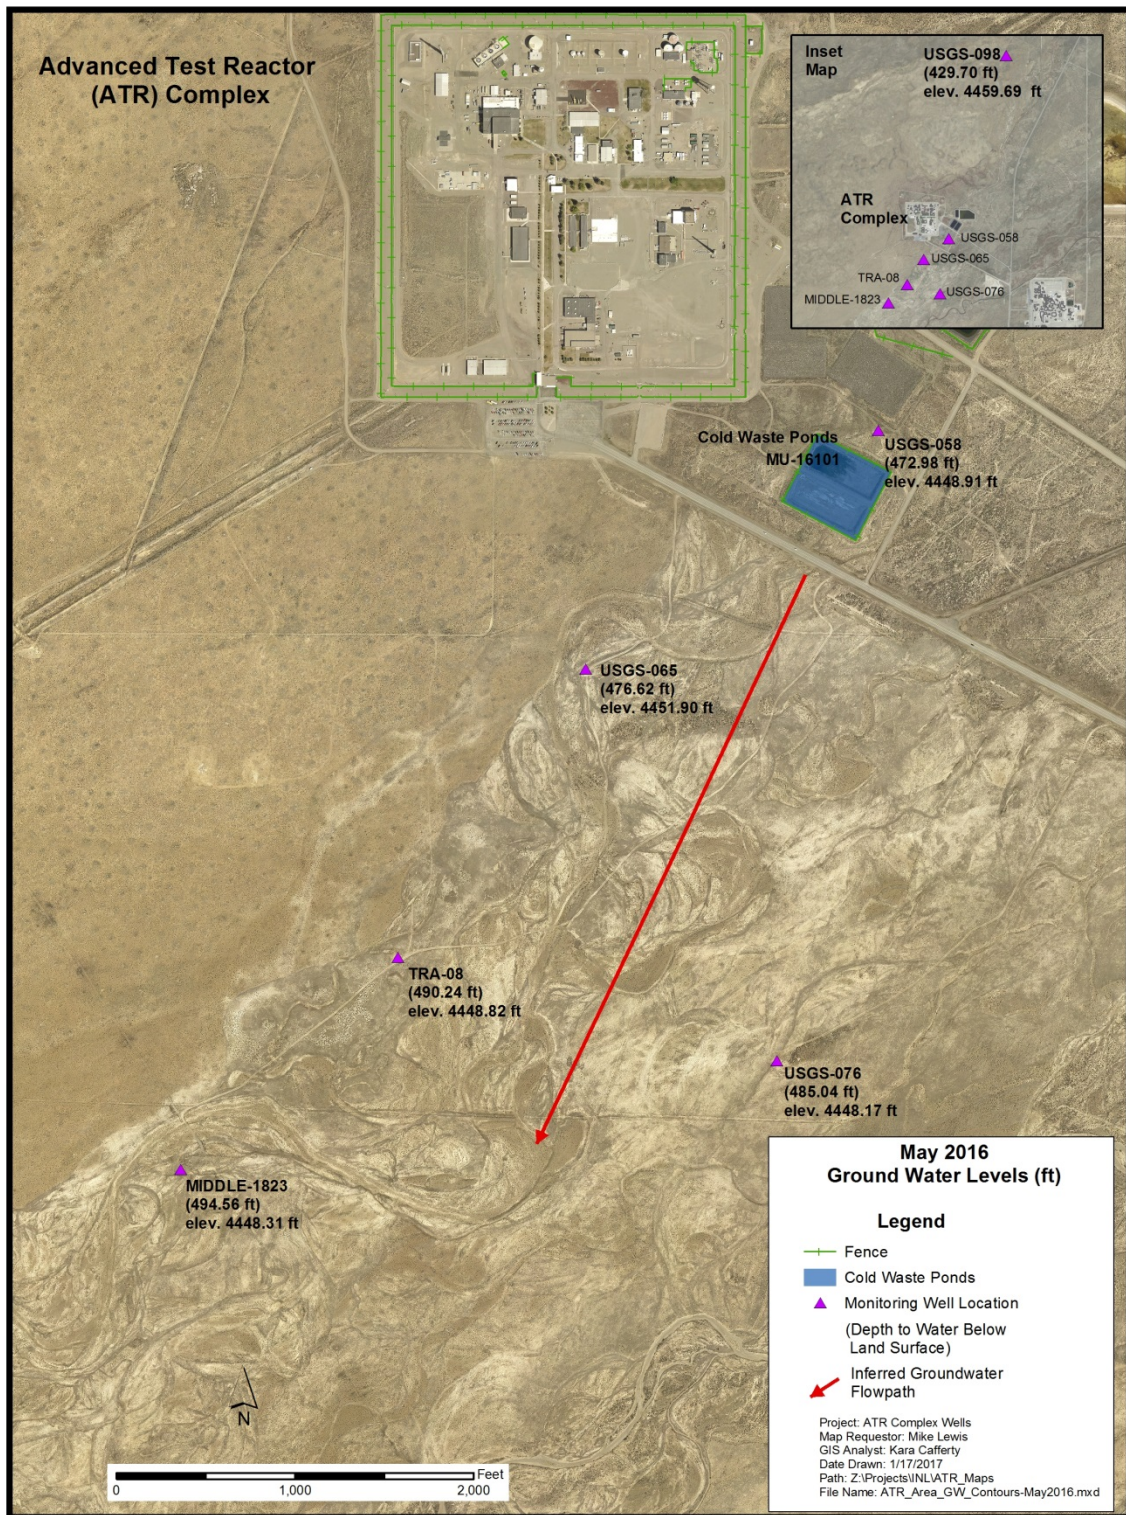 Advanced Test Reactor
(ATR) Complex
Inset
Map
USGS-098
(429.70 ft)
elev. 4459.69 ft
ATR
Complex
USGS-058
USGS-065
TRA-08
USGS-076
MIDDLE-1823
Cold Waste Ponds
MU-16101
USGS-058
(472.98 ft)
elev. 4448.91 ft
USGS-065
(476.62 ft)
elev. 4451.90 ft
TRA-08
(490.24 ft)
elev. 4448.82 ft
USGS-076
(485.04 ft)
elev. 4448.17 ft
MIDDLE-1823
(494.56 ft)
elev. 4448.31 ft
May 2016
Ground Water Levels (ft)
Legend
Fence
Cold Waste Ponds
Monitoring Well Location
(Depth to Water Below
Land Surface)
Inferred Groundwater
Flowpath
Project: ATR Complex Wells
Map Requestor: Mike Lewis
GIS Analyst: Kara Cafferty
Date Drawn: 1/17/2017
Path: Z:\Projects\INL\ATR_Maps
File Name: ATR_Area_GW_Contours-May2016.mxd
N
Feet
0 1,000 2,000